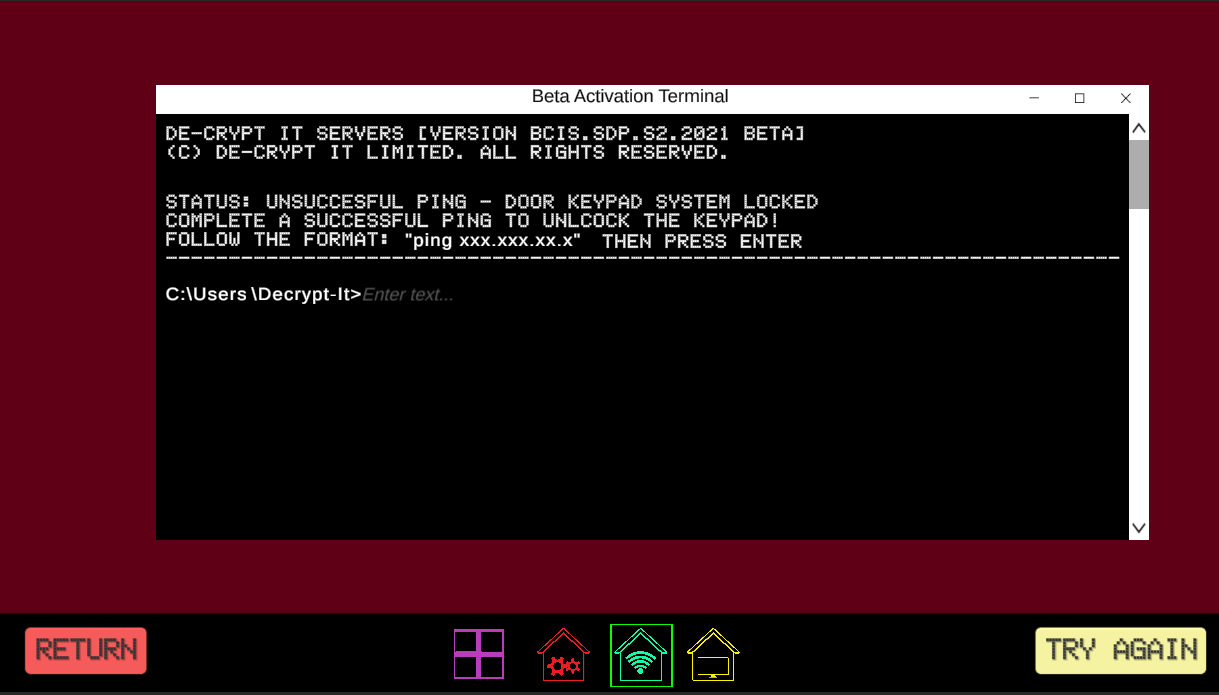 Beta Activation Terminal
DE-CRYPT IT SERVERS [VERSION BCIS.SDP.S2.2021 BETA]
(C) DE-CRYPT IT LIMITED. ALL RIGHTS RESERVED.
STATUS: UNSUCCESFUL PING - DOOR KEYPAD SYSTEM LOCKED
COMPLETE A SUCCESSFUL PING TO UNLCOCK THE KEYPAD!
FOLLOW THE FORMAT: "ping xxx.xxx.xx.x" THEN PRESS ENTER
C:\Users \Decrypt-It>Enter text...
RETURN
TRY AGAIN